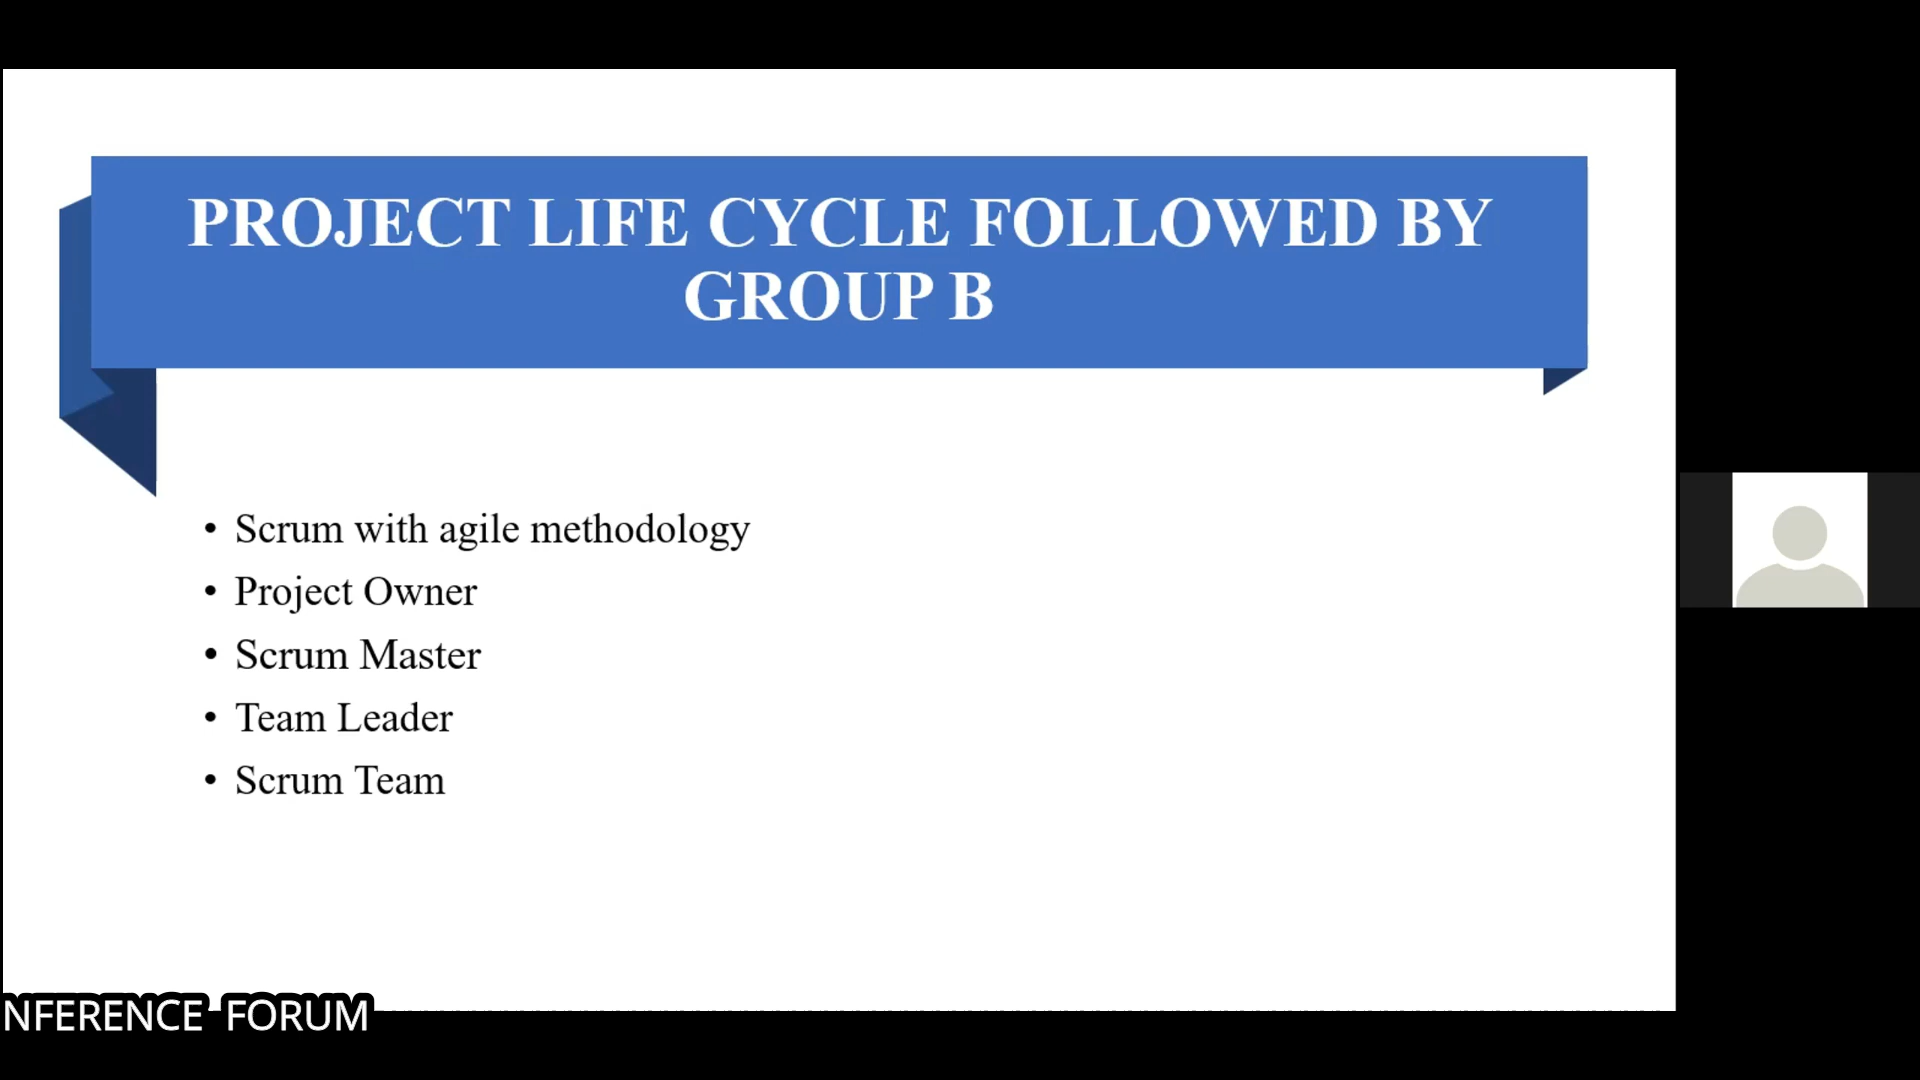 PROJECT LIFE CYCLE FOLLOWED BY
GROUP B
• Scrum with agile methodology
• Project Owner
• Scrum Master
• Team Leader
• Scrum Team
NFERENCE FORUM